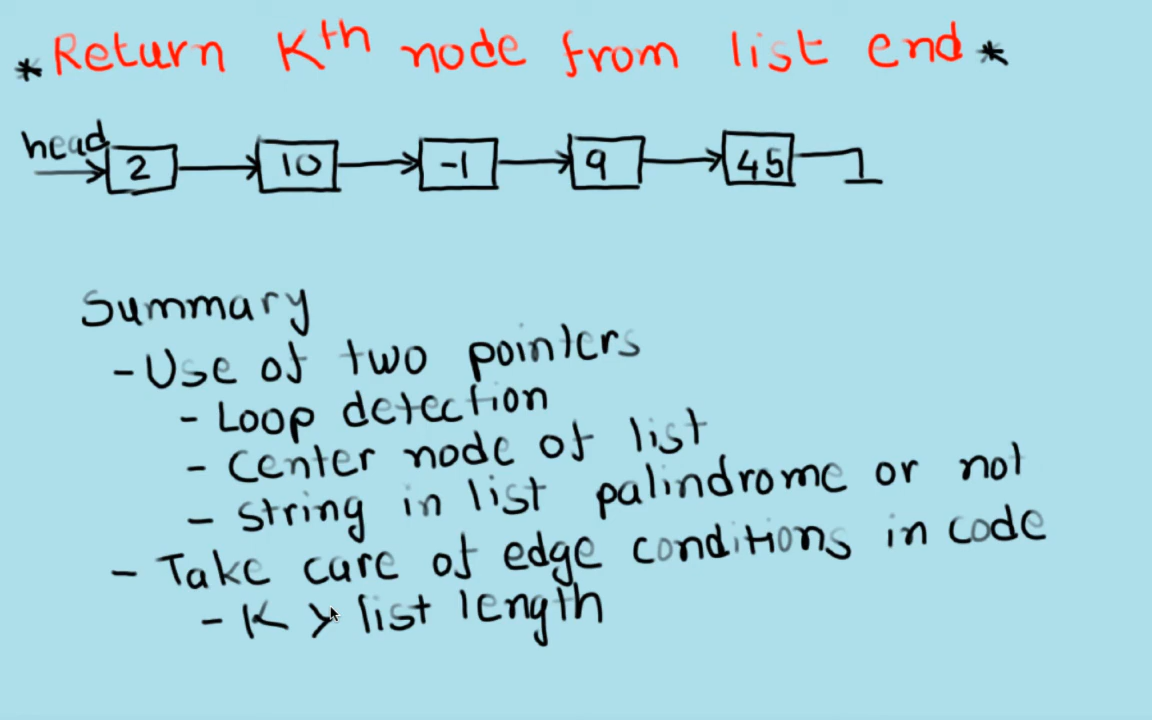 *Return Kth node from list end*
head
2 10 -1 9 45
Summary
- Use of two pointers
- Loop detection
- Center node of list
- string in list palindrome or not
- Take care of edge conditions in code
- K > list length